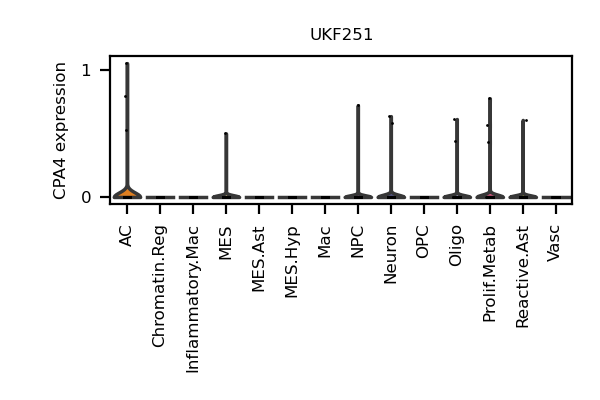 UKF251
CPA4 expression
1
0
AC
Chromatin.Reg
Inflammatory.Mac
MES
MES.Ast
MES.Hyp
Mac
NPC
Neuron
OPC
Oligo
Prolif.Metab
Reactive.Ast
Vasc